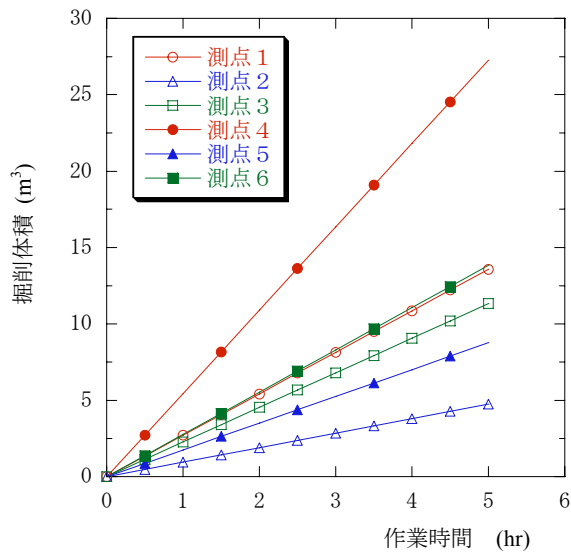 30
25
20
15
10
5
0
掘削体積 (m³)
測点１
測点２
測点３
測点４
測点５
測点６
0 1 2 3 4 5 6
作業時間 (hr)